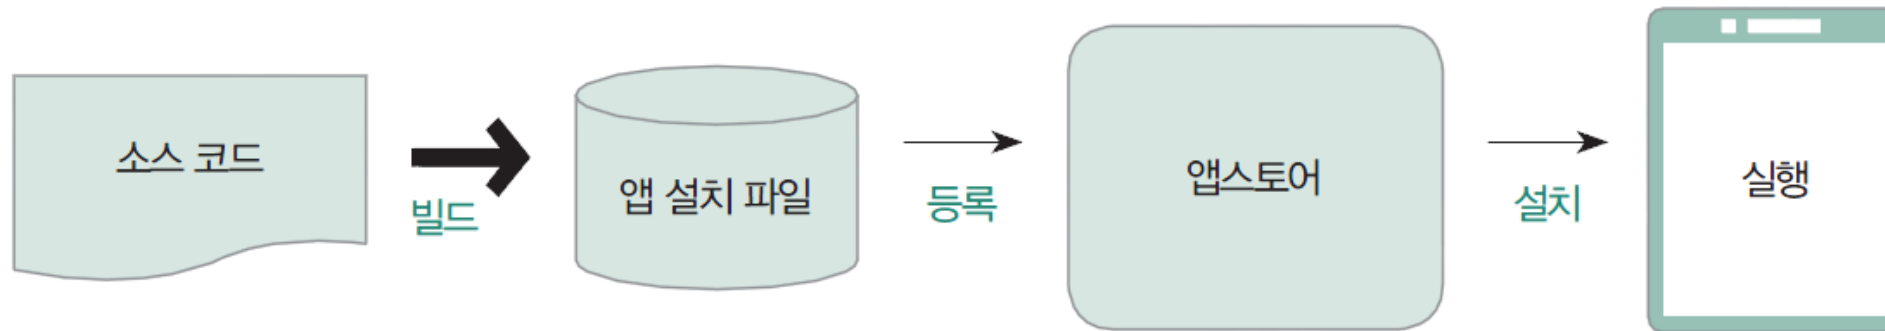 소스 코드
빌드
앱 설치 파일
등록
앱스토어
설치
실행